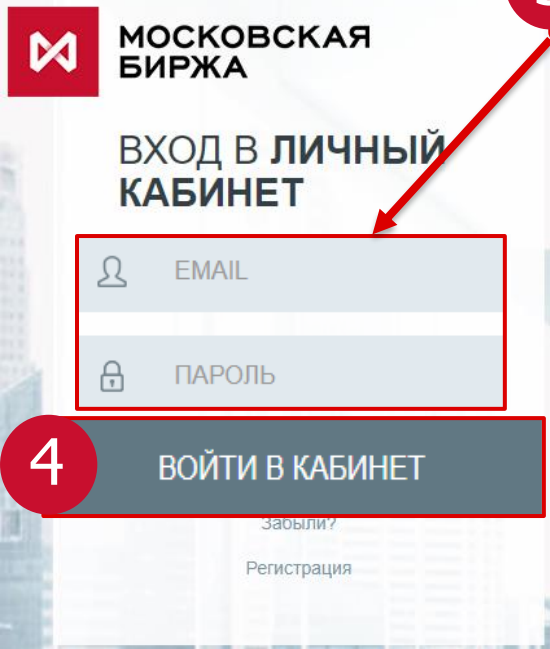 МОСКОВСКАЯ
БИРЖА
ВХОД В ЛИЧНЫЙ
КАБИНЕТ
EMAIL
ПАРОЛЬ
4
ВОЙТИ В КАБИНЕТ
Забыли?
Регистрация